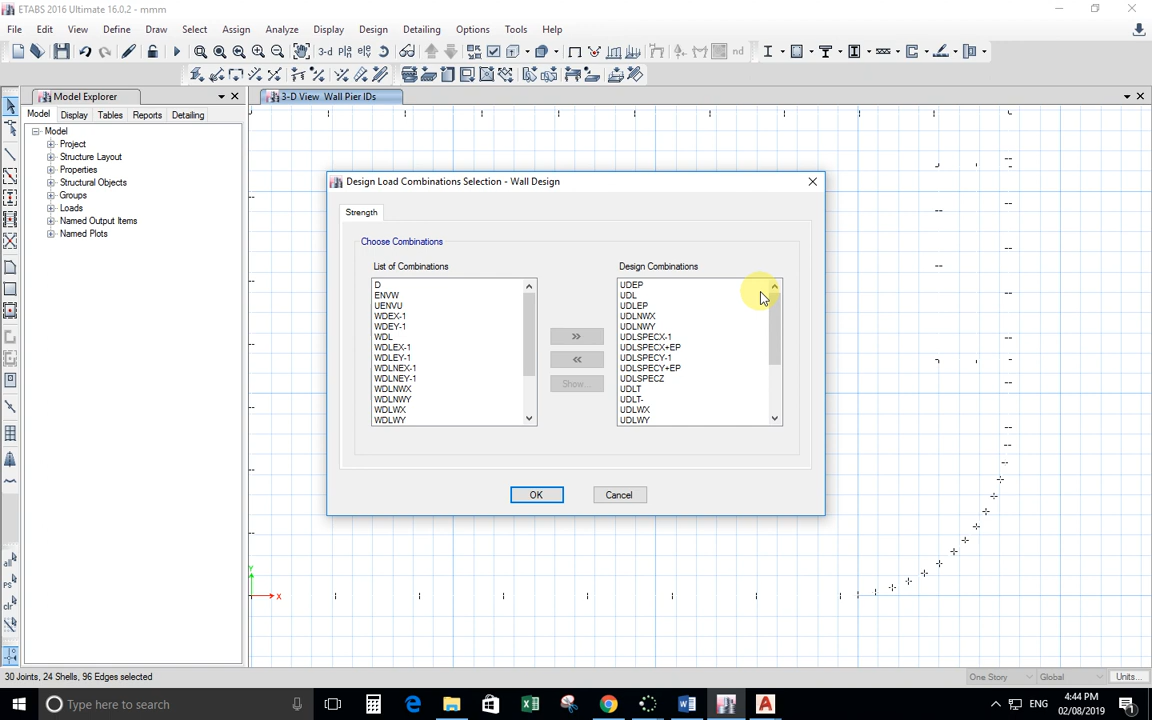 ETABS 2016 Ultimate 16.0.2 - mmm
File Edit View Define Draw Select Assign Analyze Display Design Detailing Options Tools Help
3-d
nd
Model Explorer
3-D View Wall Pier IDs
Model Display Tables Reports Detailing
Model
Project
Structure Layout
Properties
Structural Objects
Groups
Loads
Named Output Items
Named Plots
Design Load Combinations Selection - Wall Design
Strength
Choose Combinations
List of Combinations
D
ENVW
UENVU
WDEX-1
WDEY-1
WDL
WDLEX-1
WDLEY-1
WDLNEX-1
WDLNEY-1
WDLNWX
WDLNWY
WDLWX
WDLWY
>>
<<
Show...
Design Combinations
UDEP
UDL
UDLEP
UDLNWX
UDLNWY
UDLSPECX-1
UDLSPECX+EP
UDLSPECY-1
UDLSPECY+EP
UDLSPECZ
UDLT
UDLT-
UDLWX
UDLWY
OK
Cancel
Y
X
all
PS
clr
30 Joints, 24 Shells, 96 Edges selected
One Story
Global
Units...
Type here to search
ENG
4:44 PM
02/08/2019
1